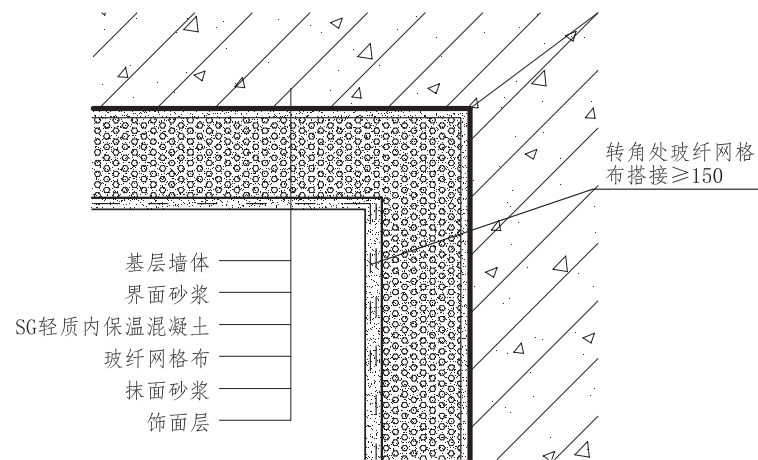 转角处玻纤网格
布搭接≥150
基层墙体
界面砂浆
SG轻质内保温混凝土
玻纤网格布
抹面砂浆
饰面层